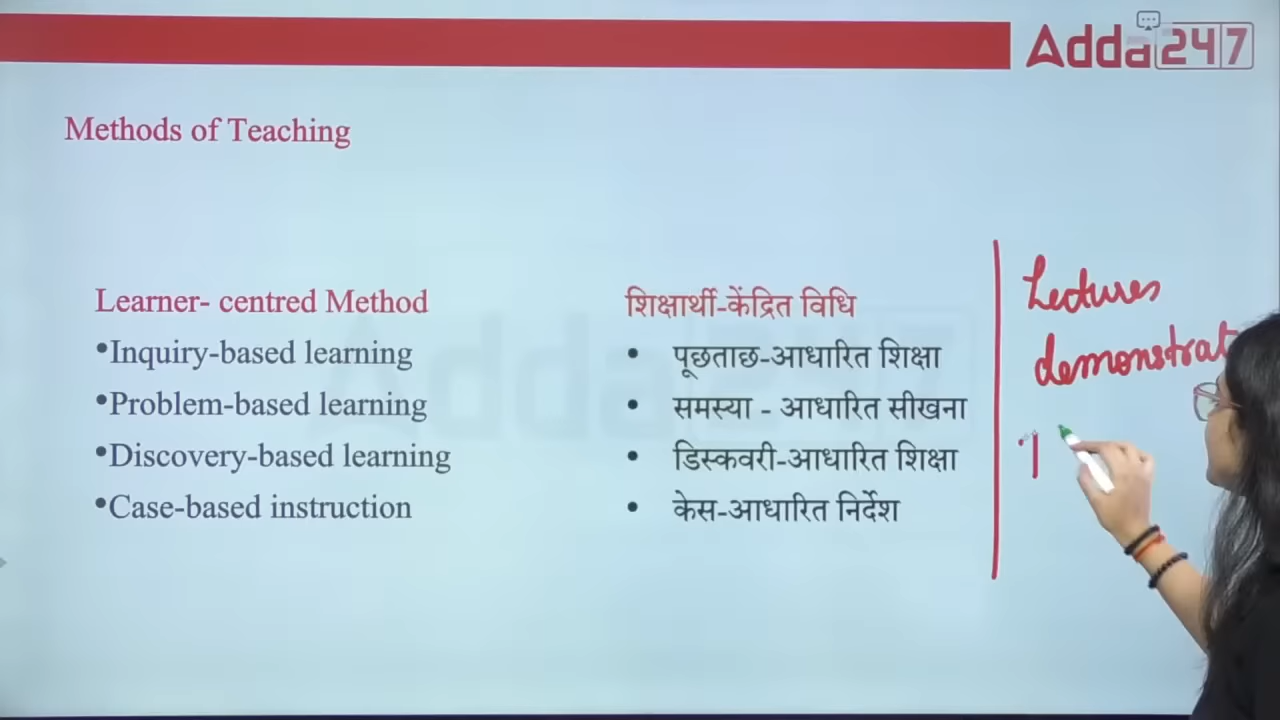 Adda247
Methods of Teaching
Learner- centred Method
•Inquiry-based learning
•Problem-based learning
•Discovery-based learning
•Case-based instruction
शिक्षार्थी-केंद्रित विधि
• पूछताछ-आधारित शिक्षा
• समस्या - आधारित सीखना
• डिस्कवरी-आधारित शिक्षा
• केस-आधारित निर्देश
Lectures
demonstrat